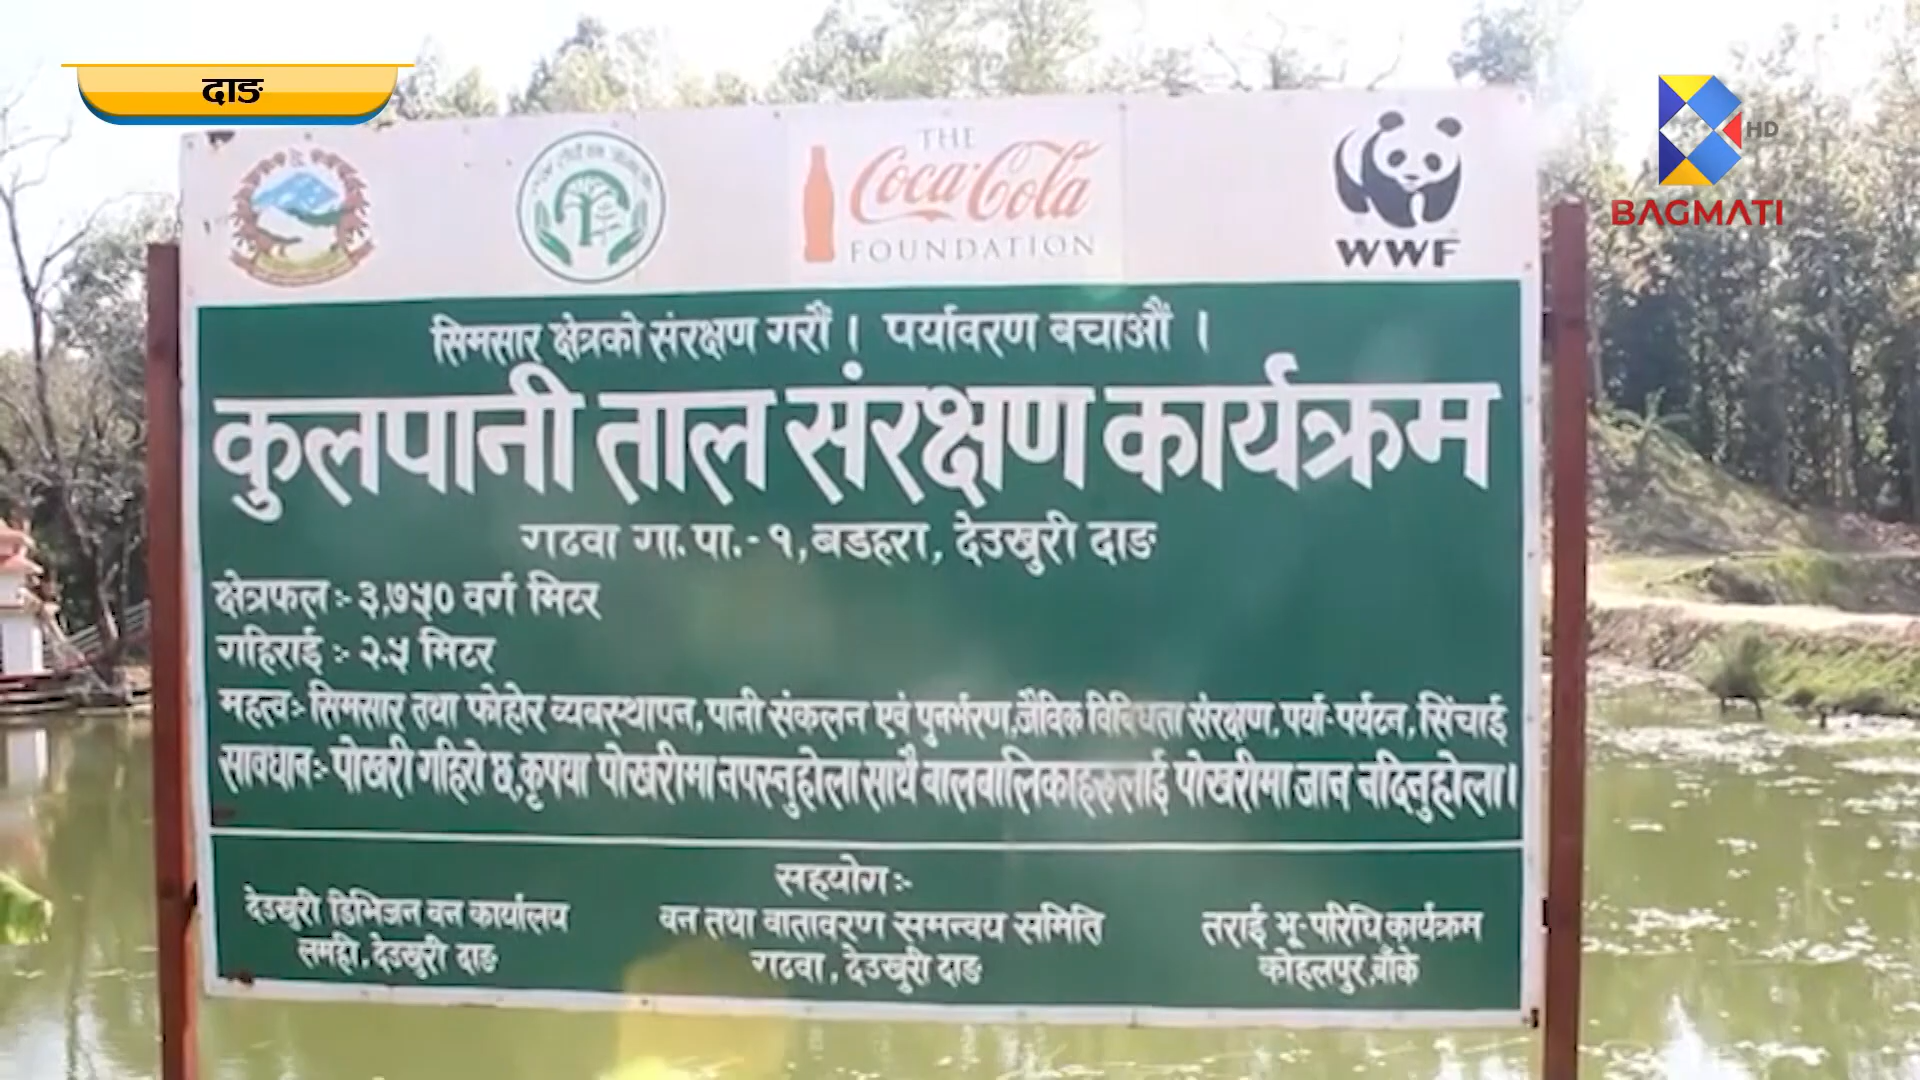 दाङ
HD
BAGMATI
THE
Coca-Cola
FOUNDATION
WWF
सिमसार क्षेत्रको संरक्षण गरौं । पर्यावरण बचाऔं ।
कुलपानी ताल संरक्षण कार्यक्रम
गढवा गा.पा.- १, बडहरा, देउखुरी दाङ
क्षेत्रफल :- ३,७५० वर्ग मिटर
गहिराई :- २.५ मिटर
महत्व:- सिमसार तथा फोहोर व्यबस्थापन, पानी संकलन एवं पुनर्भरण,जैविक विविधता संरक्षण, पर्या-पर्यटन, सिंचाई
सावधान:- पोखरी गहिरो छ,कृपया पोखरीमा नपस्नुहोला साथै बालबालिकाहरुलाई पोखरीमा जान नदिनुहोला।
सहयोग:-
देउखुरी डिभिजन वन कार्यालय
लमही, देउखुरी दाङ
वन तथा वातावरण समन्वय समिति
गढवा, देउखुरी दाङ
तराई भू-परिधि कार्यक्रम
कोहलपुर,बाँके